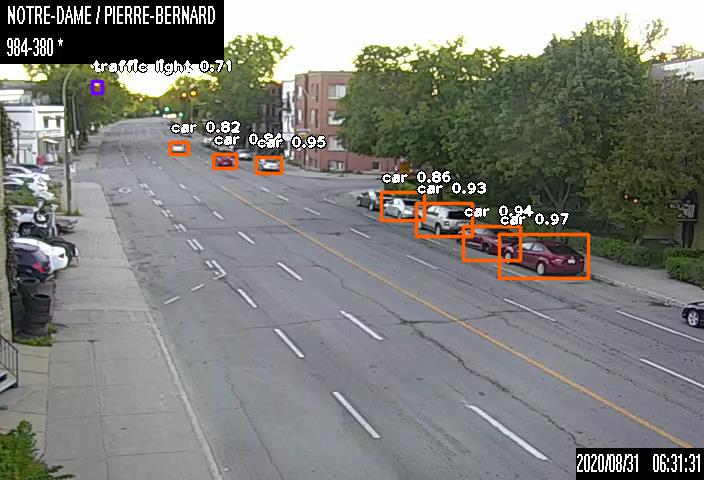 NOTRE-DAME / PIERRE-BERNARD
984-380 *
traffic light 0.71
car 0.82
car 0.95
car 0.86
car 0.93
car 0.94
car 0.97
2020/08/31 06:31:31